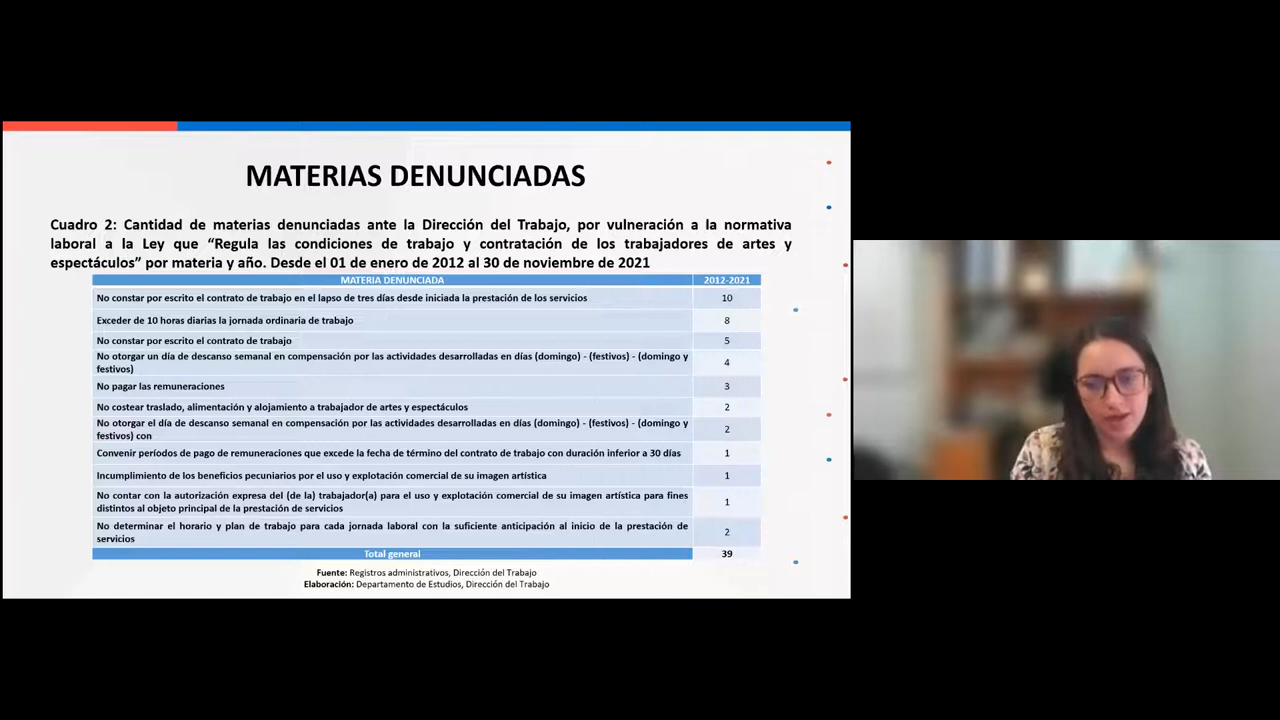 MATERIAS DENUNCIADAS
Cuadro 2: Cantidad de materias denunciadas ante la Dirección del Trabajo, por vulneración a la normativa
laboral a la Ley que “Regula las condiciones de trabajo y contratación de los trabajadores de artes y
espectáculos” por materia y año. Desde el 01 de enero de 2012 al 30 de noviembre de 2021
MATERIA DENUNCIADA 2012-2021
No constar por escrito el contrato de trabajo en el lapso de tres días desde iniciada la prestación de los servicios 10
Exceder de 10 horas diarias la jornada ordinaria de trabajo 8
No constar por escrito el contrato de trabajo 5
No otorgar un día de descanso semanal en compensación por las actividades desarrolladas en días (domingo) - (festivos) - (domingo y
festivos) 4
No pagar las remuneraciones 3
No costear traslado, alimentación y alojamiento a trabajador de artes y espectáculos 2
No otorgar el día de descanso semanal en compensación por las actividades desarrolladas en días (domingo) - (festivos) - (domingo y
festivos) con 2
Convenir períodos de pago de remuneraciones que excede la fecha de término del contrato de trabajo con duración inferior a 30 días 1
Incumplimiento de los beneficios pecuniarios por el uso y explotación comercial de su imagen artística 1
No contar con la autorización expresa del (de la) trabajador(a) para el uso y explotación comercial de su imagen artística para fines
distintos al objeto principal de la prestación de servicios 1
No determinar el horario y plan de trabajo para cada jornada laboral con la suficiente anticipación al inicio de la prestación de
servicios 2
Total general 39
Fuente: Registros administrativos, Dirección del Trabajo
Elaboración: Departamento de Estudios, Dirección del Trabajo